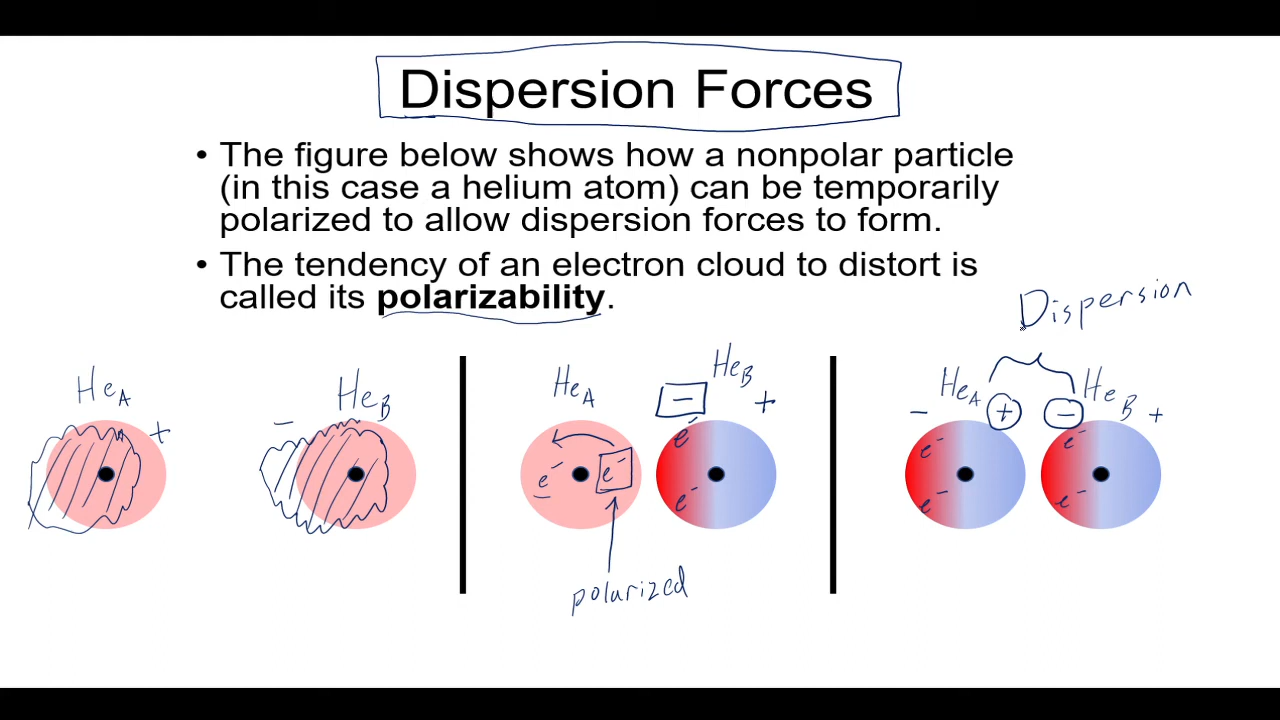 Dispersion Forces
• The figure below shows how a nonpolar particle
(in this case a helium atom) can be temporarily
polarized to allow dispersion forces to form.
• The tendency of an electron cloud to distort is
called its polarizability.
Dispersion
HeA
+
-
HeB
HeA
-
HeB
+
e-
e-
e-
e-
polarized
-
HeA
+
-
HeB
+
e-
e-
e-
e-